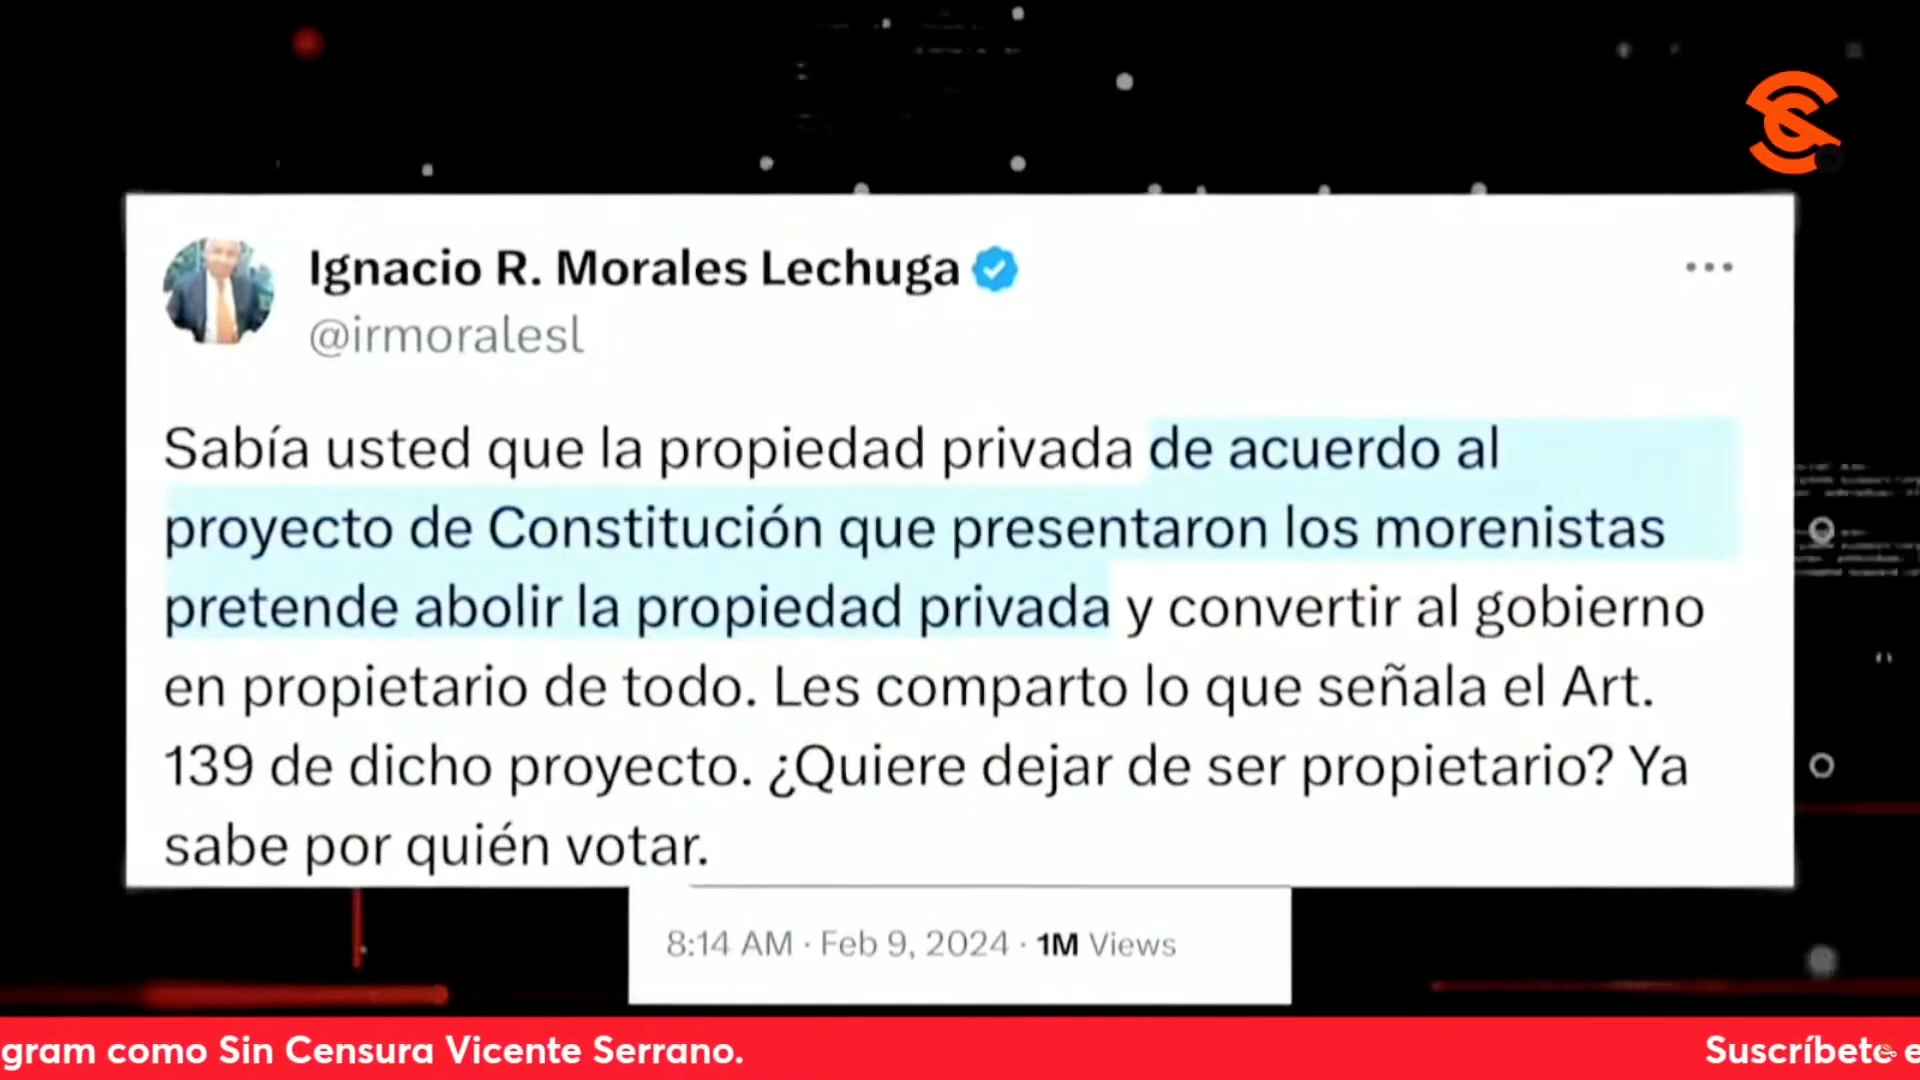 Ignacio R. Morales Lechuga
@irmoralesl
Sabía usted que la propiedad privada de acuerdo al
proyecto de Constitución que presentaron los morenistas
pretende abolir la propiedad privada y convertir al gobierno
en propietario de todo. Les comparto lo que señala el Art.
139 de dicho proyecto. ¿Quiere dejar de ser propietario? Ya
sabe por quién votar.
8:14 AM · Feb 9, 2024 · 1M Views
gram como Sin Censura Vicente Serrano. Suscríbete e